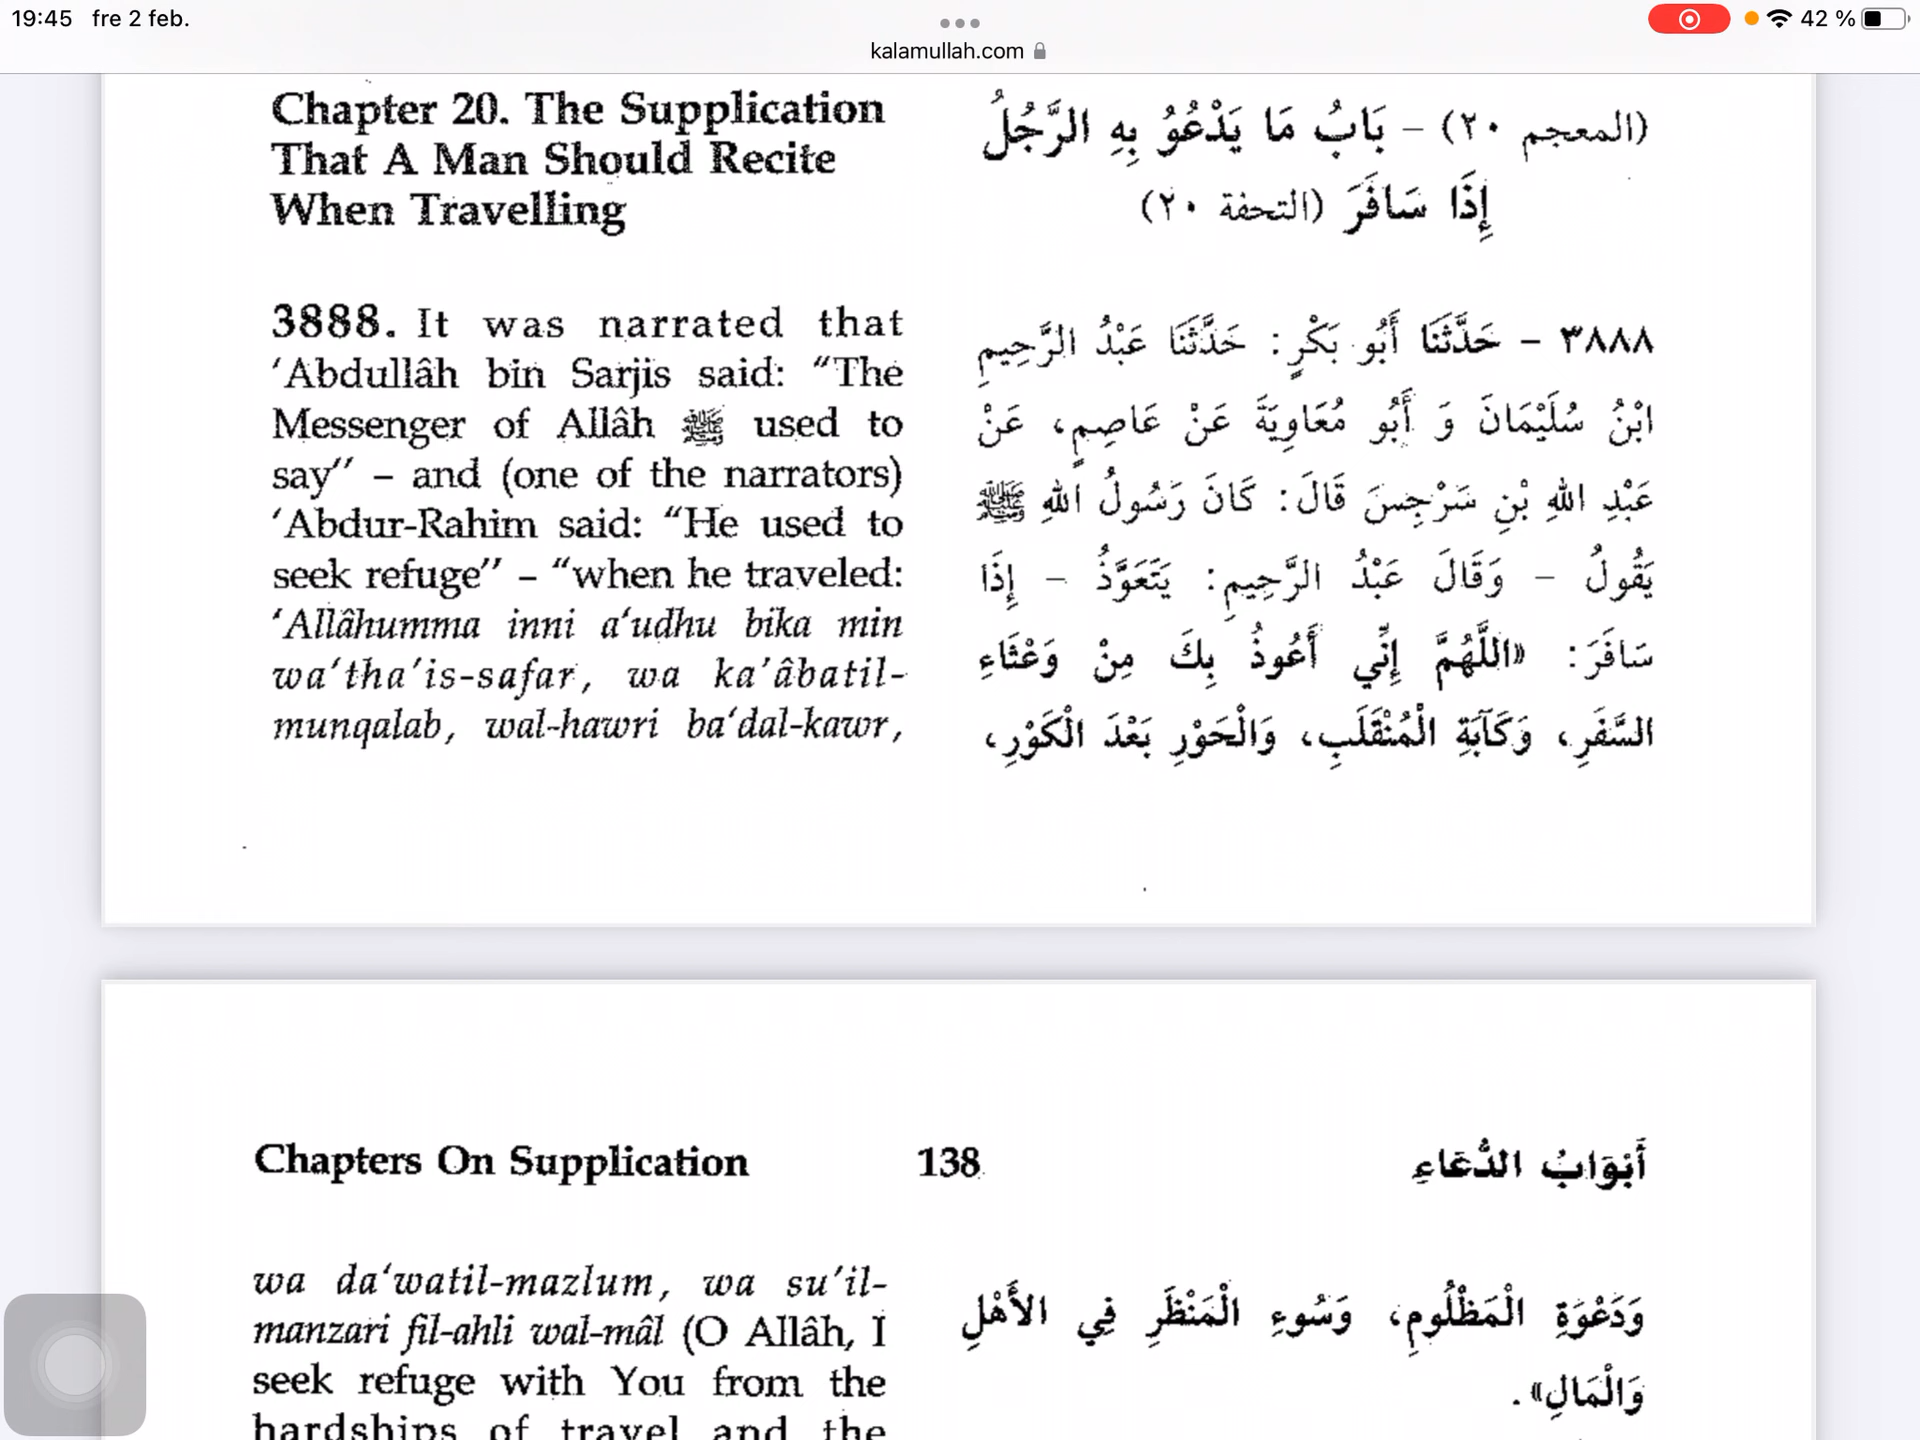 19:45 fre 2 feb.
42 %
kalamullah.com
Chapter 20. The Supplication
That A Man Should Recite
When Travelling
(المعجم ٢٠) – بَابُ مَا يَدْعُو بِهِ الرَّجُلُ
إِذَا سَافَرَ (التحفة ٢٠)
3888. It was narrated that
‘Abdullâh bin Sarjis said: “The
Messenger of Allâh ﷺ used to
say” – and (one of the narrators)
‘Abdur-Rahim said: “He used to
seek refuge” – “when he traveled:
‘Allâhumma inni a‘udhu bika min
wa‘tha’is-safar, wa ka’âbatil-
munqalab, wal-hawri ba‘dal-kawr,
٣٨٨٨ – حَدَّثَنَا أَبُو بَكْرٍ: حَدَّثَنَا عَبْدُ الرَّحِيمِ
ابْنُ سُلَيْمَانَ وَ أَبُو مُعَاوِيَةَ عَنْ عَاصِمٍ، عَنْ
عَبْدِ اللهِ بْنِ سَرْجِسَ قَالَ: كَانَ رَسُولُ اللهِ ﷺ
يَقُولُ – وَقَالَ عَبْدُ الرَّحِيمِ: يَتَعَوَّذُ – إِذَا
سَافَرَ: «اللَّهُمَّ إِنِّي أَعُوذُ بِكَ مِنْ وَعْثَاءِ
السَّفَرِ، وَكَآبَةِ الْمُنْقَلَبِ، وَالْحَوْرِ بَعْدَ الْكَوْرِ،
Chapters On Supplication 138 أَبْوَابُ الدُّعَاءِ
wa da‘watil-mazlum, wa su’il-
manzari fil-ahli wal-mâl (O Allâh, I
seek refuge with You from the
hardships of travel and the
وَدَعْوَةِ الْمَظْلُومِ، وَسُوءِ الْمَنْظَرِ فِي الأَهْلِ
وَالْمَالِ».